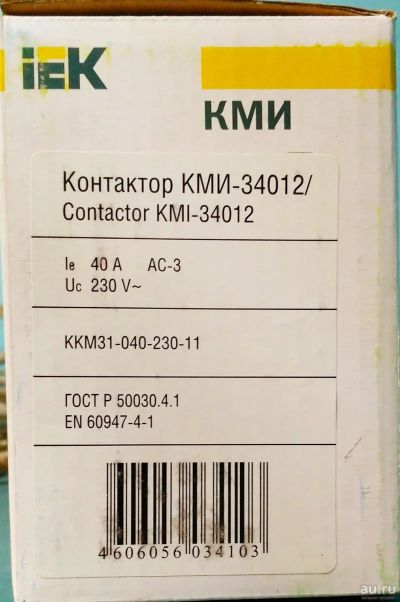 iEK
КМИ
Контактор КМИ-34012/
Contactor KMI-34012
Ie 40 A AC-3
Uc 230 V~
KKM31-040-230-11
ГОСТ Р 50030.4.1
EN 60947-4-1
4 606056 034103
au.ru